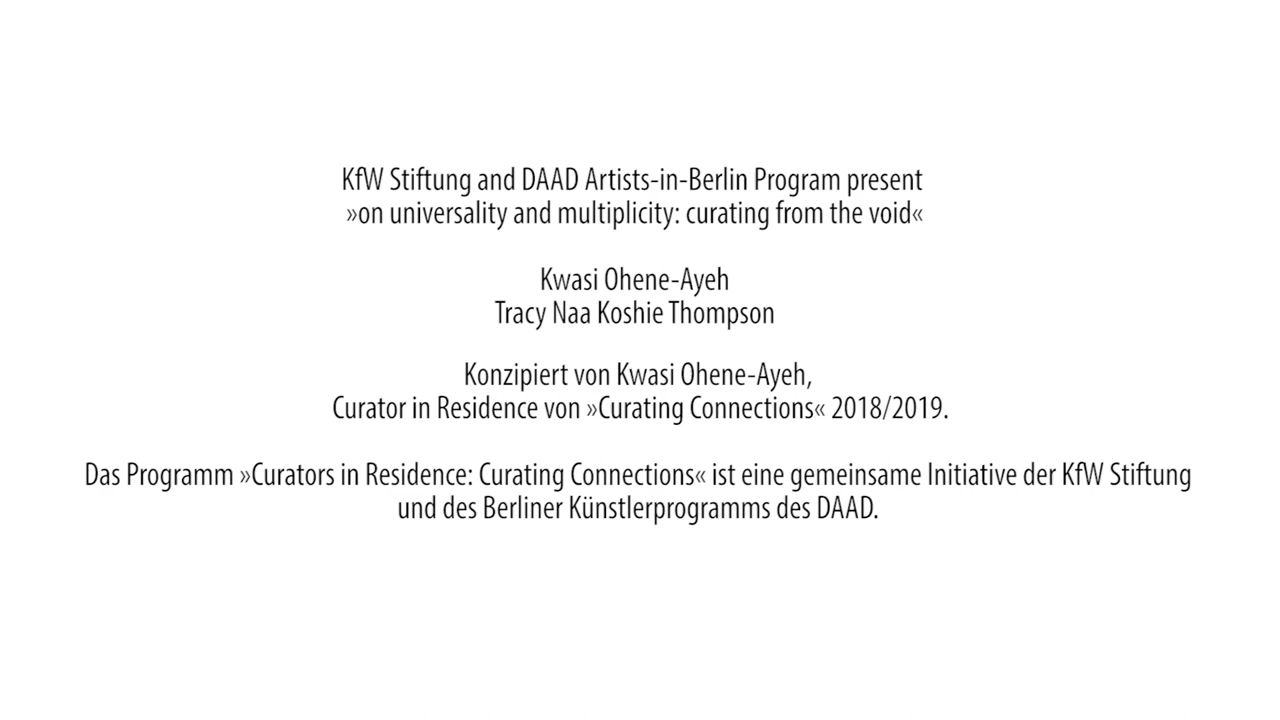 KfW Stiftung and DAAD Artists-in-Berlin Program present
»on universality and multiplicity: curating from the void«
Kwasi Ohene-Ayeh
Tracy Naa Koshie Thompson
Konzipiert von Kwasi Ohene-Ayeh,
Curator in Residence von »Curating Connections« 2018/2019.
Das Programm »Curators in Residence: Curating Connections« ist eine gemeinsame Initiative der KfW Stiftung
und des Berliner Künstlerprogramms des DAAD.